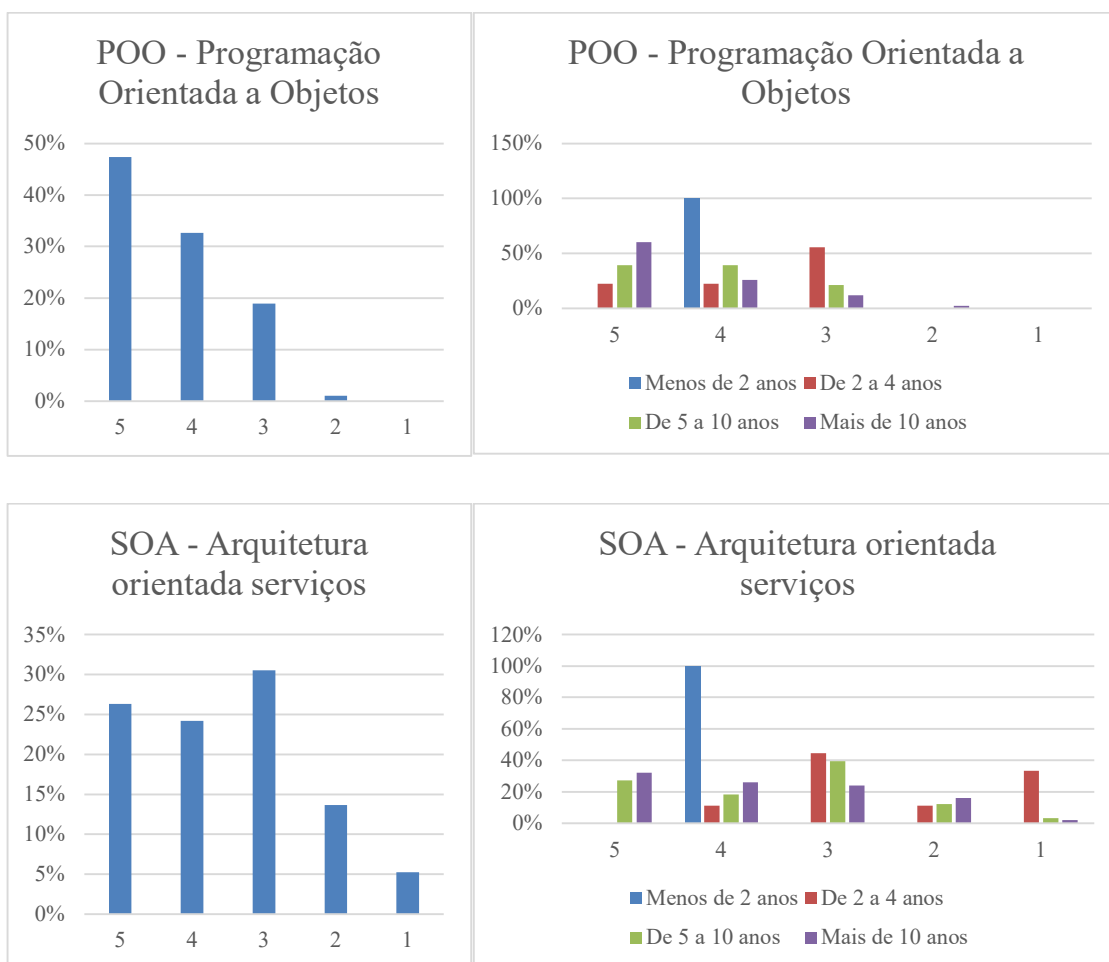 POO - Programação
Orientada a Objetos
50%
40%
30%
20%
10%
0%
5 4 3 2 1
POO - Programação Orientada a
Objetos
150%
100%
50%
0%
5 4 3 2 1
Menos de 2 anos De 2 a 4 anos
De 5 a 10 anos Mais de 10 anos
SOA - Arquitetura
orientada serviços
35%
30%
25%
20%
15%
10%
5%
0%
5 4 3 2 1
SOA - Arquitetura orientada
serviços
120%
100%
80%
60%
40%
20%
0%
5 4 3 2 1
Menos de 2 anos De 2 a 4 anos
De 5 a 10 anos Mais de 10 anos